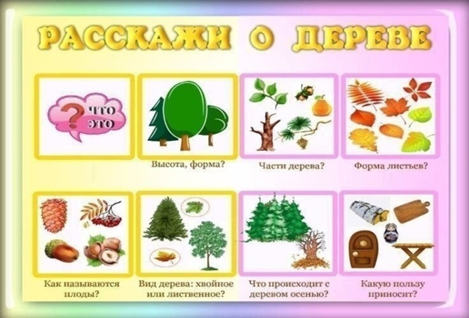 РАССКАЖИ О ДЕРЕВЕ
ЧТО
ЭТО
?
Высота, форма?
Части дерева?
Форма листьев?
Как называются
плоды?
Вид дерева: хвойное
или лиственное?
Что происходит с
деревом осенью?
Какую пользу
приносит?